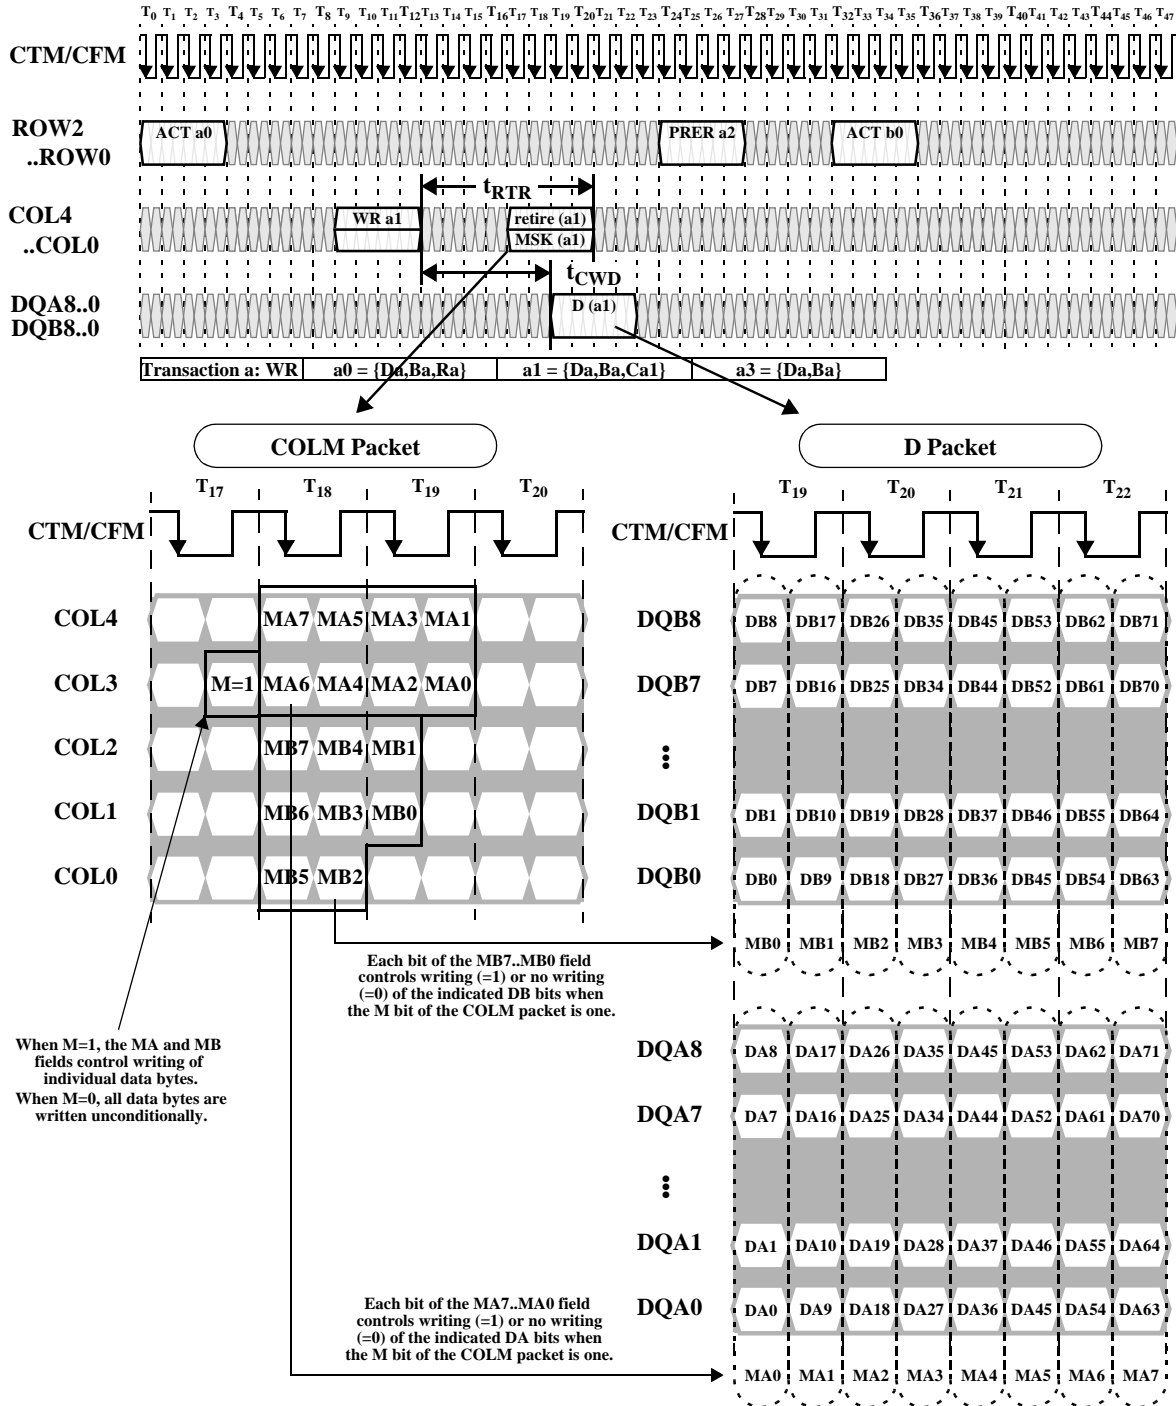 T0 T1 T2 T3 T4 T5 T6 T7 T8 T9 T10 T11 T12 T13 T14 T15 T16 T17 T18 T19 T20 T21 T22 T23 T24 T25 T26 T27 T28 T29 T30 T31 T32 T33 T34 T35 T36 T37 T38 T39 T40 T41 T42 T43 T44 T45 T46 T47
CTM/CFM
ROW2
..ROW0
ACT a0 PRER a2 ACT b0
tRTR
COL4
..COL0
WR a1 retire (a1)
MSK (a1)
tCWD
DQA8..0
DQB8..0
D (a1)
Transaction a: WR a0 = {Da,Ba,Ra} a1 = {Da,Ba,Ca1} a3 = {Da,Ba}
COLM Packet
T17 T18 T19 T20
CTM/CFM
COL4 MA7 MA5 MA3 MA1
COL3 M=1 MA6 MA4 MA2 MA0
COL2 MB7 MB4 MB1
COL1 MB6 MB3 MB0
COL0 MB5 MB2
Each bit of the MB7..MB0 field
controls writing (=1) or no writing
(=0) of the indicated DB bits when
the M bit of the COLM packet is one.
When M=1, the MA and MB
fields control writing of
individual data bytes.
When M=0, all data bytes are
written unconditionally.
Each bit of the MA7..MA0 field
controls writing (=1) or no writing
(=0) of the indicated DA bits when
the M bit of the COLM packet is one.
D Packet
T19 T20 T21 T22
CTM/CFM
DQB8 DB8 DB17 DB26 DB35 DB45 DB53 DB62 DB71
DQB7 DB7 DB16 DB25 DB34 DB44 DB52 DB61 DB70
DQB1 DB1 DB10 DB19 DB28 DB37 DB46 DB55 DB64
DQB0 DB0 DB9 DB18 DB27 DB36 DB45 DB54 DB63
MB0 MB1 MB2 MB3 MB4 MB5 MB6 MB7
DQA8 DA8 DA17 DA26 DA35 DA45 DA53 DA62 DA71
DQA7 DA7 DA16 DA25 DA34 DA44 DA52 DA61 DA70
DQA1 DA1 DA10 DA19 DA28 DA37 DA46 DA55 DA64
DQA0 DA0 DA9 DA18 DA27 DA36 DA45 DA54 DA63
MA0 MA1 MA2 MA3 MA4 MA5 MA6 MA7